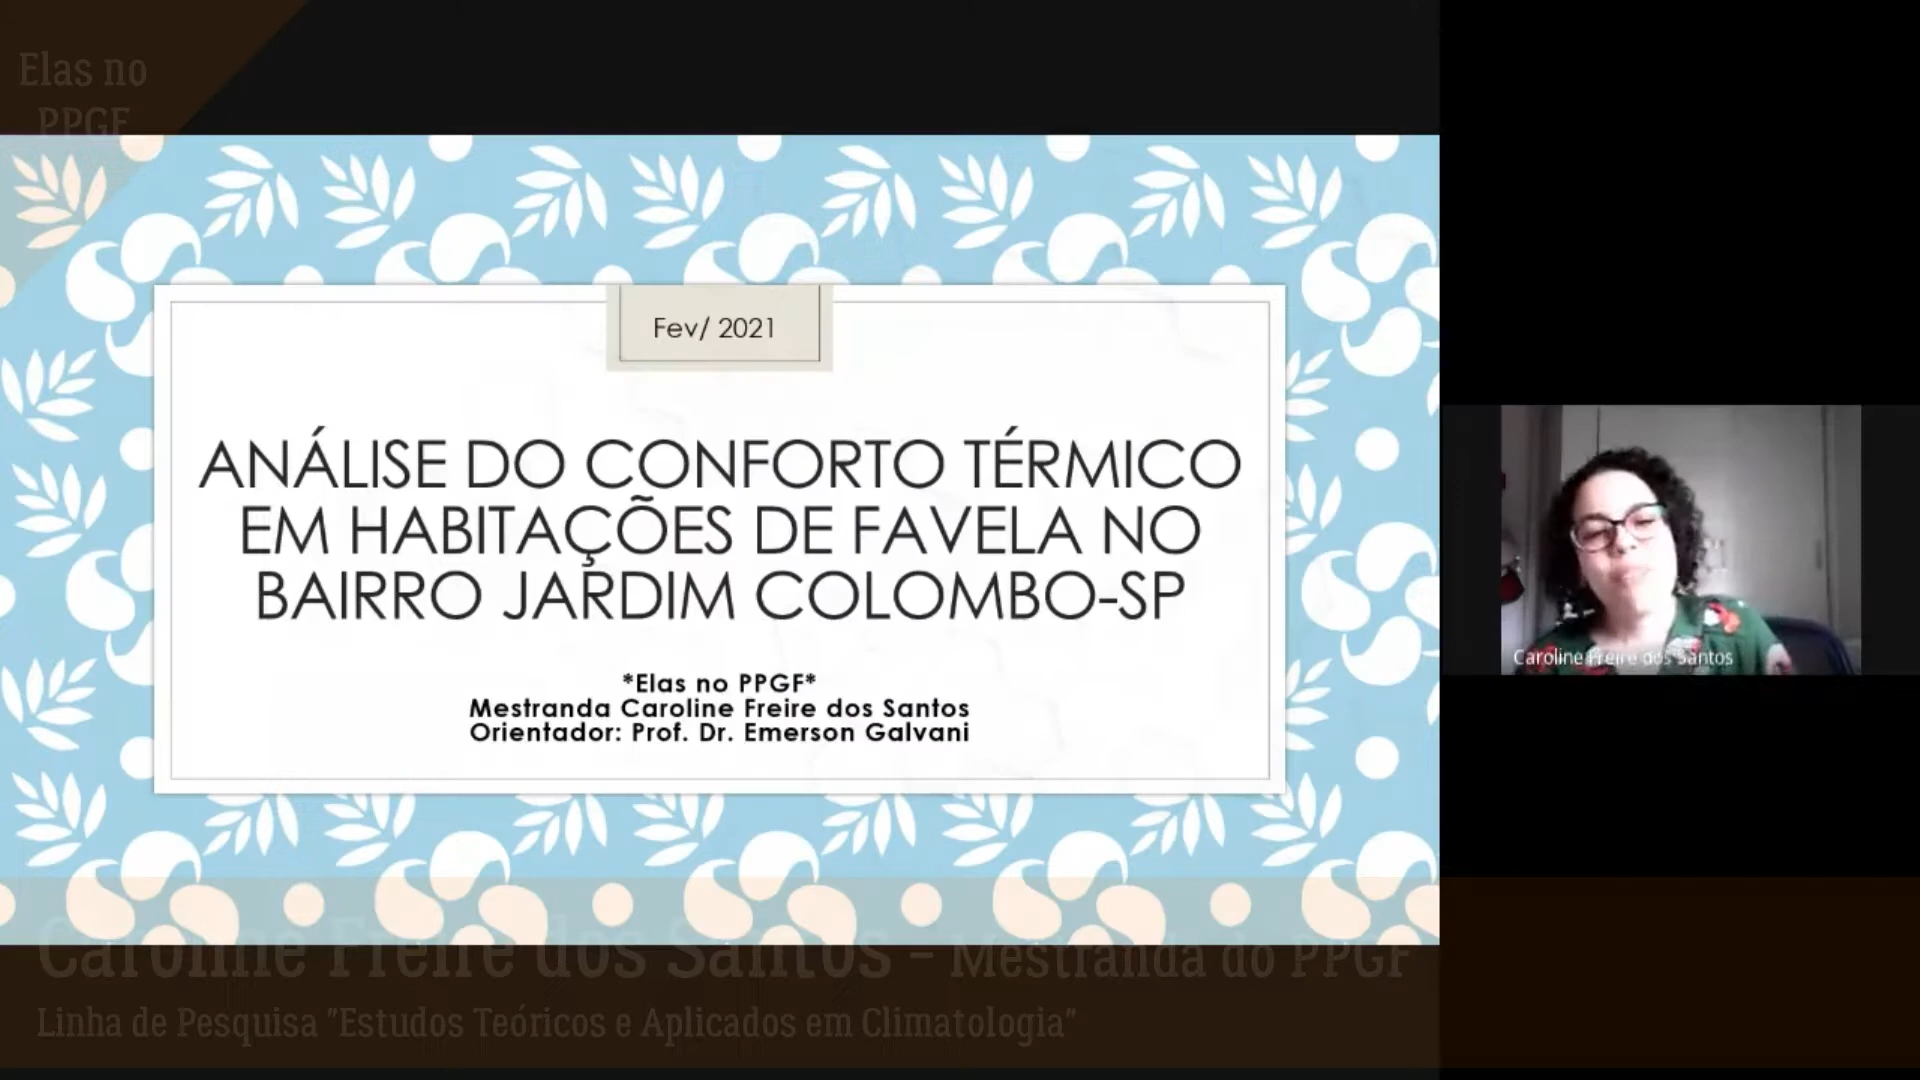 Elas no
PPGF
Fev/ 2021
ANÁLISE DO CONFORTO TÉRMICO
EM HABITAÇÕES DE FAVELA NO
BAIRRO JARDIM COLOMBO-SP
*Elas no PPGF*
Mestranda Caroline Freire dos Santos
Orientador: Prof. Dr. Emerson Galvani
Caroline Freire dos Santos
Caroline Freire dos Santos – Mestranda do PPGF
Linha de Pesquisa "Estudos Teóricos e Aplicados em Climatologia"